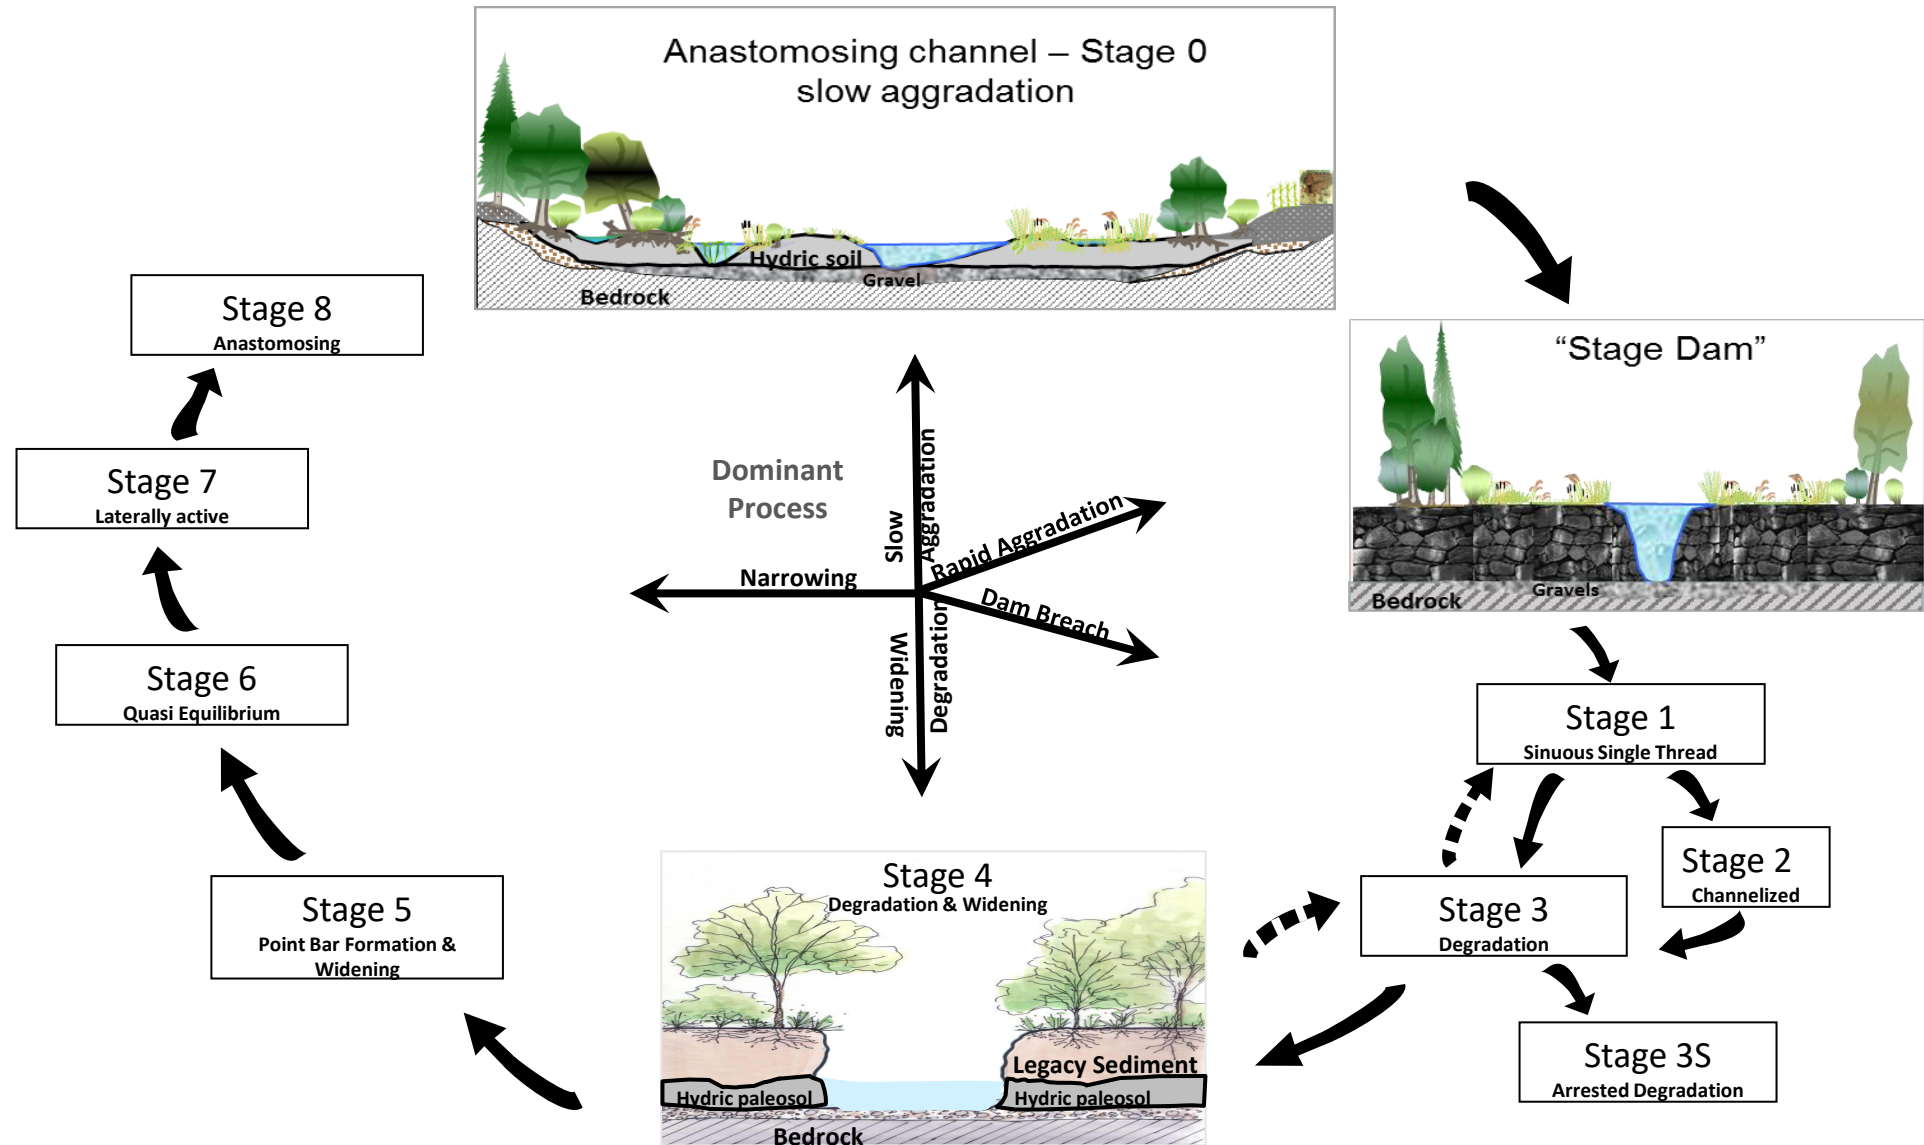 Anastomosing channel – Stage 0
slow aggradation
Hydric soil
Gravel
Bedrock
"Stage Dam"
Gravels
Bedrock
Stage 1
Sinuous Single Thread
Stage 2
Channelized
Stage 3
Degradation
Stage 3S
Arrested Degradation
Stage 4
Degradation & Widening
Legacy Sediment
Hydric paleosol
Hydric paleosol
Bedrock
Stage 5
Point Bar Formation &
Widening
Stage 6
Quasi Equilibrium
Stage 7
Laterally active
Stage 8
Anastomosing
Dominant
Process
Slow
Aggradation
Rapid Aggradation
Narrowing
Dam Breach
Widening
Degradation